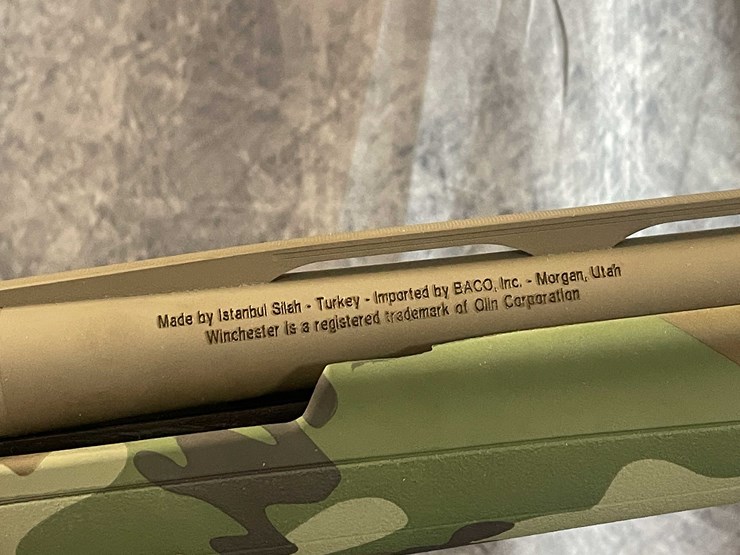 Made by Istanbul Silah - Turkey - Imported by BACO, Inc. - Morgan, Utah
Winchester is a registered trademark of Olin Corporation